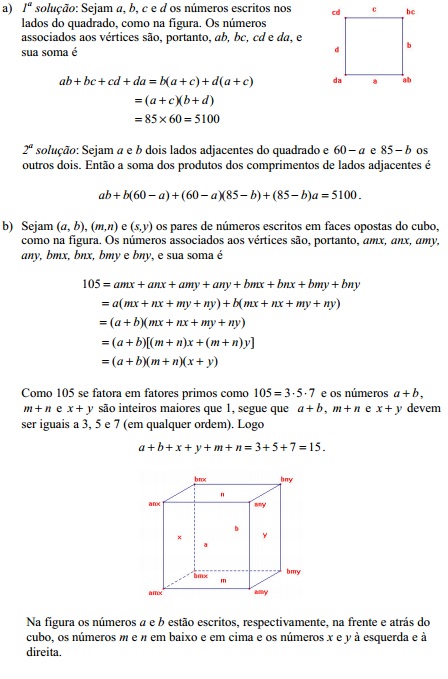 a) 1ª solução: Sejam a, b, c e d os números escritos nos
lados do quadrado, como na figura. Os números
associados aos vértices são, portanto, ab, bc, cd e da, e
sua soma é
ab + bc + cd + da = b(a + c) + d(a + c)
= (a + c)(b + d)
= 85 × 60 = 5100
cd c bc
d b
da a ab
2ª solução: Sejam a e b dois lados adjacentes do quadrado e 60 − a e 85 − b os
outros dois. Então a soma dos produtos dos comprimentos de lados adjacentes é
ab + b(60 − a) + (60 − a)(85 − b) + (85 − b)a = 5100.
b) Sejam (a, b), (m,n) e (s,y) os pares de números escritos em faces opostas do cubo,
como na figura. Os números associados aos vértices são, portanto, amx, anx, amy,
any, bmx, bnx, bmy e bny, e sua soma é
105 = amx + anx + amy + any + bmx + bnx + bmy + bny
= a(mx + nx + my + ny) + b(mx + nx + my + ny)
= (a + b)(mx + nx + my + ny)
= (a + b)[(m + n)x + (m + n)y]
= (a + b)(m + n)(x + y)
Como 105 se fatora em fatores primos como 105 = 3·5·7 e os números a + b,
m + n e x + y são inteiros maiores que 1, segue que a + b, m + n e x + y devem
ser iguais a 3, 5 e 7 (em qualquer ordem). Logo
a + b + x + y + m + n = 3 + 5 + 7 = 15.
bnx bny
n
anx any
x b y
a
bmx m bmy
amx amy
Na figura os números a e b estão escritos, respectivamente, na frente e atrás do
cubo, os números m e n em baixo e em cima e os números x e y à esquerda e à
direita.